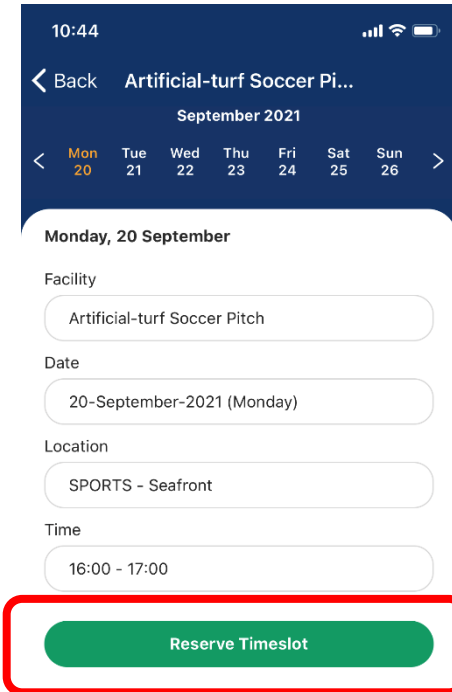 10:44
Back Artificial-turf Soccer Pi...
September 2021
< Mon Tue Wed Thu Fri Sat Sun >
20 21 22 23 24 25 26
Monday, 20 September
Facility
Artificial-turf Soccer Pitch
Date
20-September-2021 (Monday)
Location
SPORTS - Seafront
Time
16:00 - 17:00
Reserve Timeslot